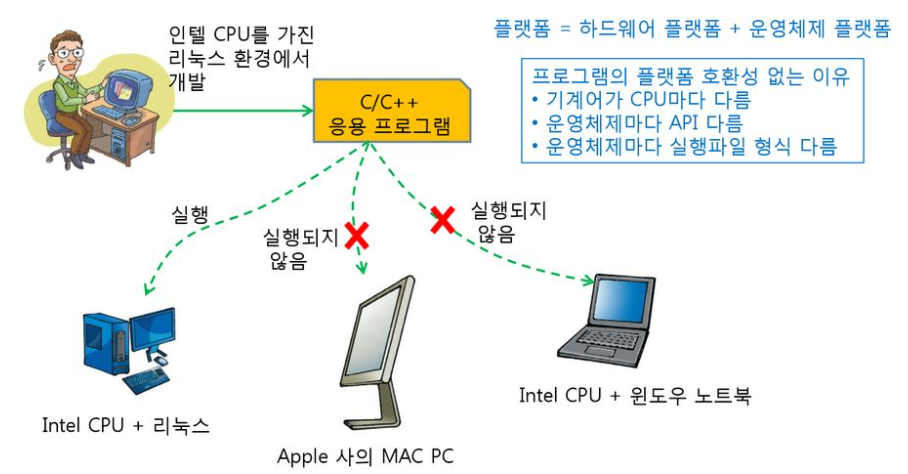 인텔 CPU를 가진
리눅스 환경에서
개발
플랫폼 = 하드웨어 플랫폼 + 운영체제 플랫폼
프로그램의 플랫폼 호환성 없는 이유
• 기계어가 CPU마다 다름
• 운영체제마다 API 다름
• 운영체제마다 실행파일 형식 다름
C/C++
응용 프로그램
실행
실행되지
않음
실행되지
않음
Intel CPU + 리눅스
Apple 사의 MAC PC
Intel CPU + 윈도우 노트북